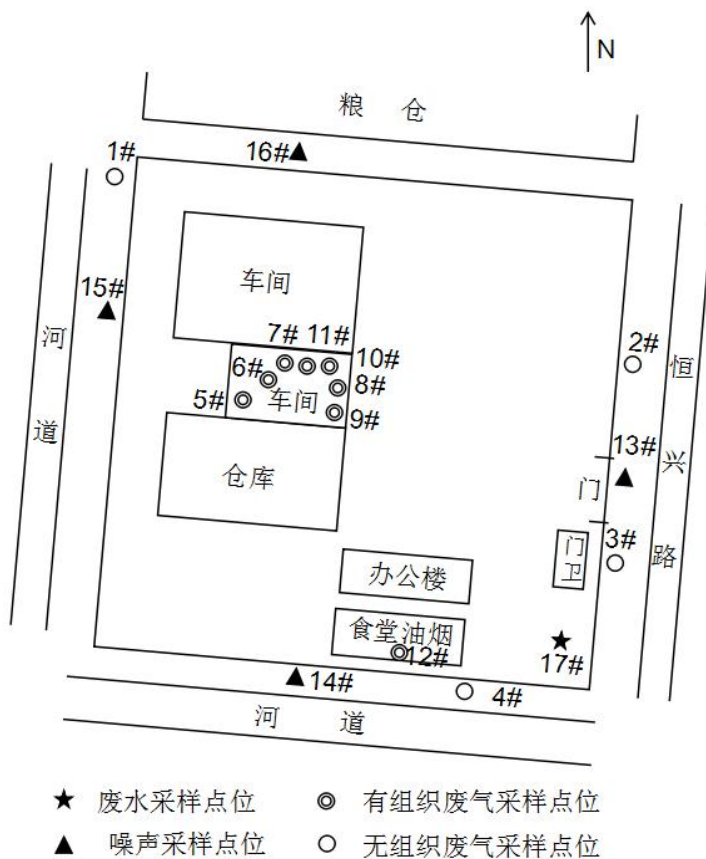 N
粮 仓
1#
16#
车间
15#
7# 11#
10#
6#
8#
车间
5#
9#
2#
恒兴路
13#
河道
仓库
门
3#
门卫
办公楼
食堂油烟
12#
17#
14#
4#
河 道
★ 废水采样点位 ◎ 有组织废气采样点位
▲ 噪声采样点位 ○ 无组织废气采样点位